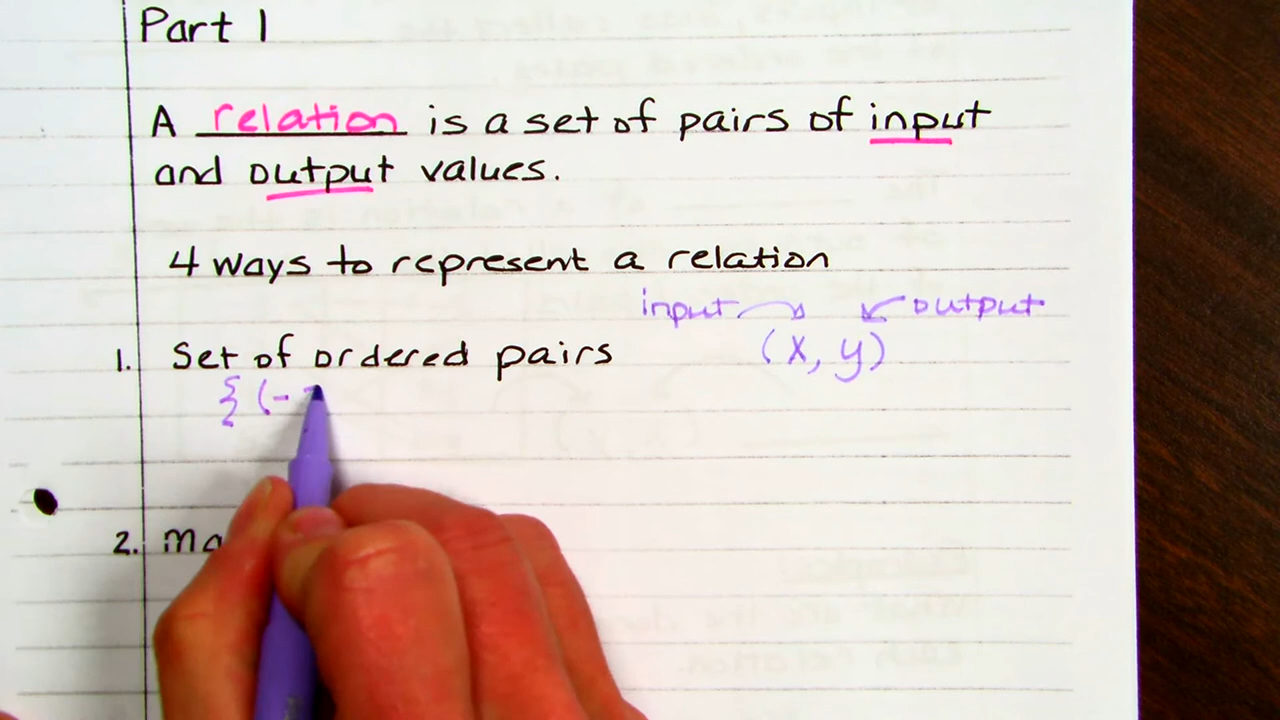 Part 1
A relation is a set of pairs of input
and output values.
4 ways to represent a relation
input output
1. Set of ordered pairs (x, y)
{(-
2.